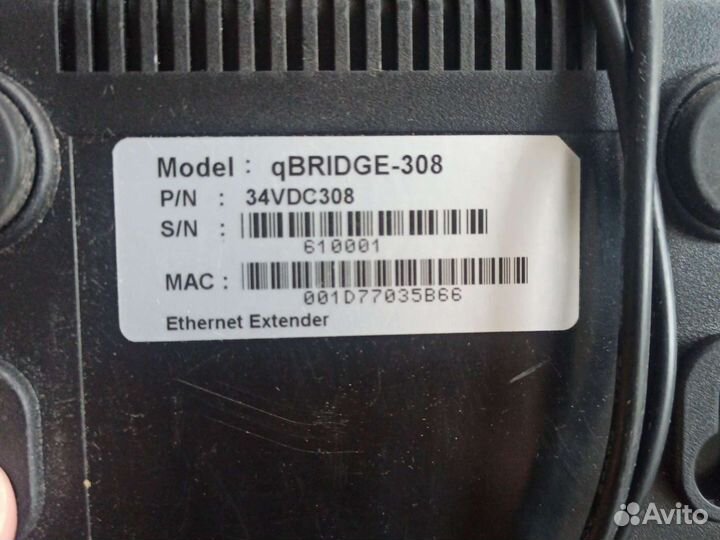 Model : qBRIDGE-308
P/N : 34VDC308
S/N :
610001
MAC :
001D77035B66
Ethernet Extender
Avito